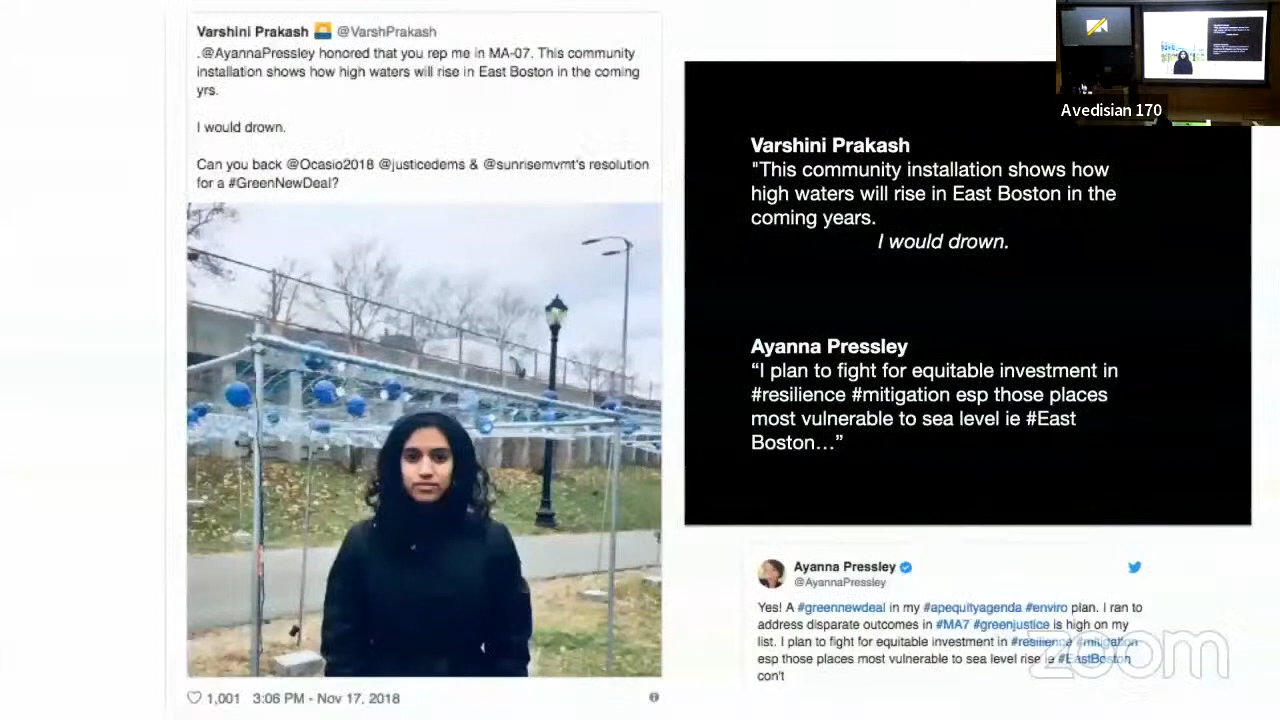 Varshini Prakash @VarshPrakash
.@AyannaPressley honored that you rep me in MA-07. This community
installation shows how high waters will rise in East Boston in the coming
yrs.
I would drown.
Can you back @Ocasio2018 @justicedems & @sunrisemvmt's resolution
for a #GreenNewDeal?
1,001 3:06 PM - Nov 17, 2018
Avedisian 170
Varshini Prakash
"This community installation shows how
high waters will rise in East Boston in the
coming years.
I would drown.
Ayanna Pressley
“I plan to fight for equitable investment in
#resilience #mitigation esp those places
most vulnerable to sea level ie #East
Boston…”
Ayanna Pressley
@AyannaPressley
Yes! A #greennewdeal in my #apequityagenda #enviro plan. I ran to
address disparate outcomes in #MA7 #greenjustice is high on my
list. I plan to fight for equitable investment in #resilience #mitigation
esp those places most vulnerable to sea level rise ie #EastBoston
con't
zoom